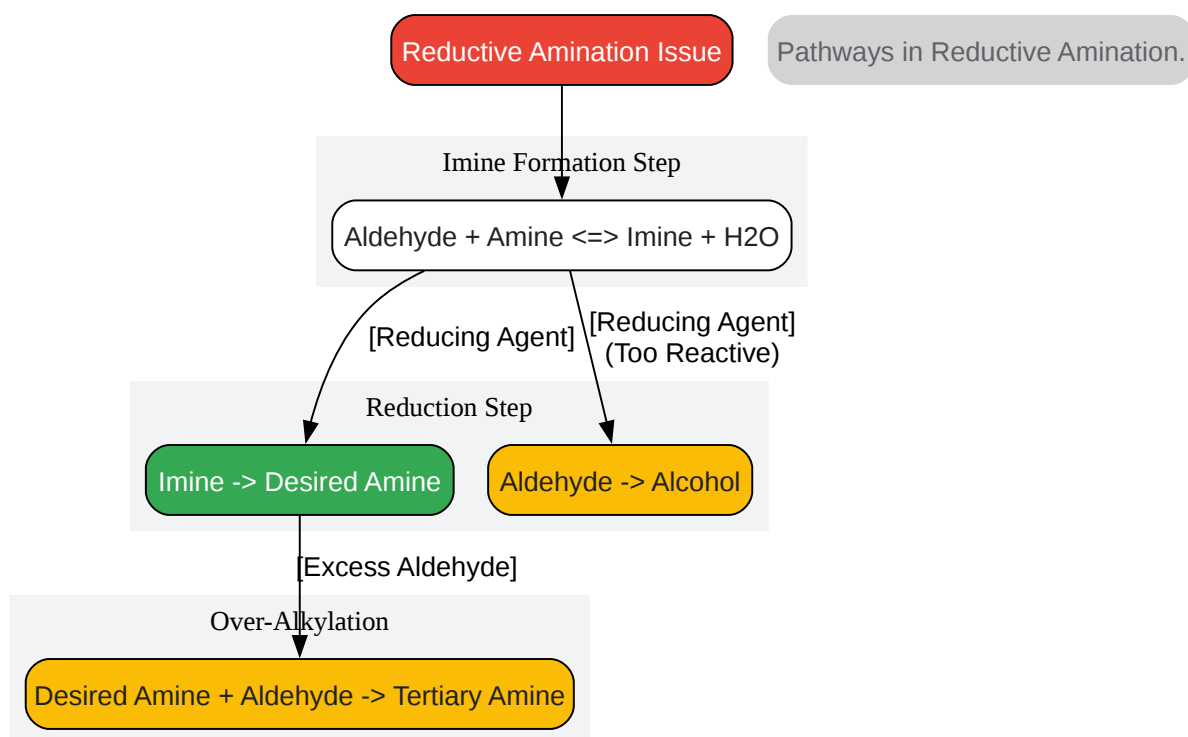 Reductive Amination Issue
Pathways in Reductive Amination.
Imine Formation Step
Aldehyde + Amine <=> Imine + H2O
[Reducing Agent]
[Reducing Agent]
(Too Reactive)
Reduction Step
Imine -> Desired Amine
Aldehyde -> Alcohol
[Excess Aldehyde]
Over-Alkylation
Desired Amine + Aldehyde -> Tertiary Amine